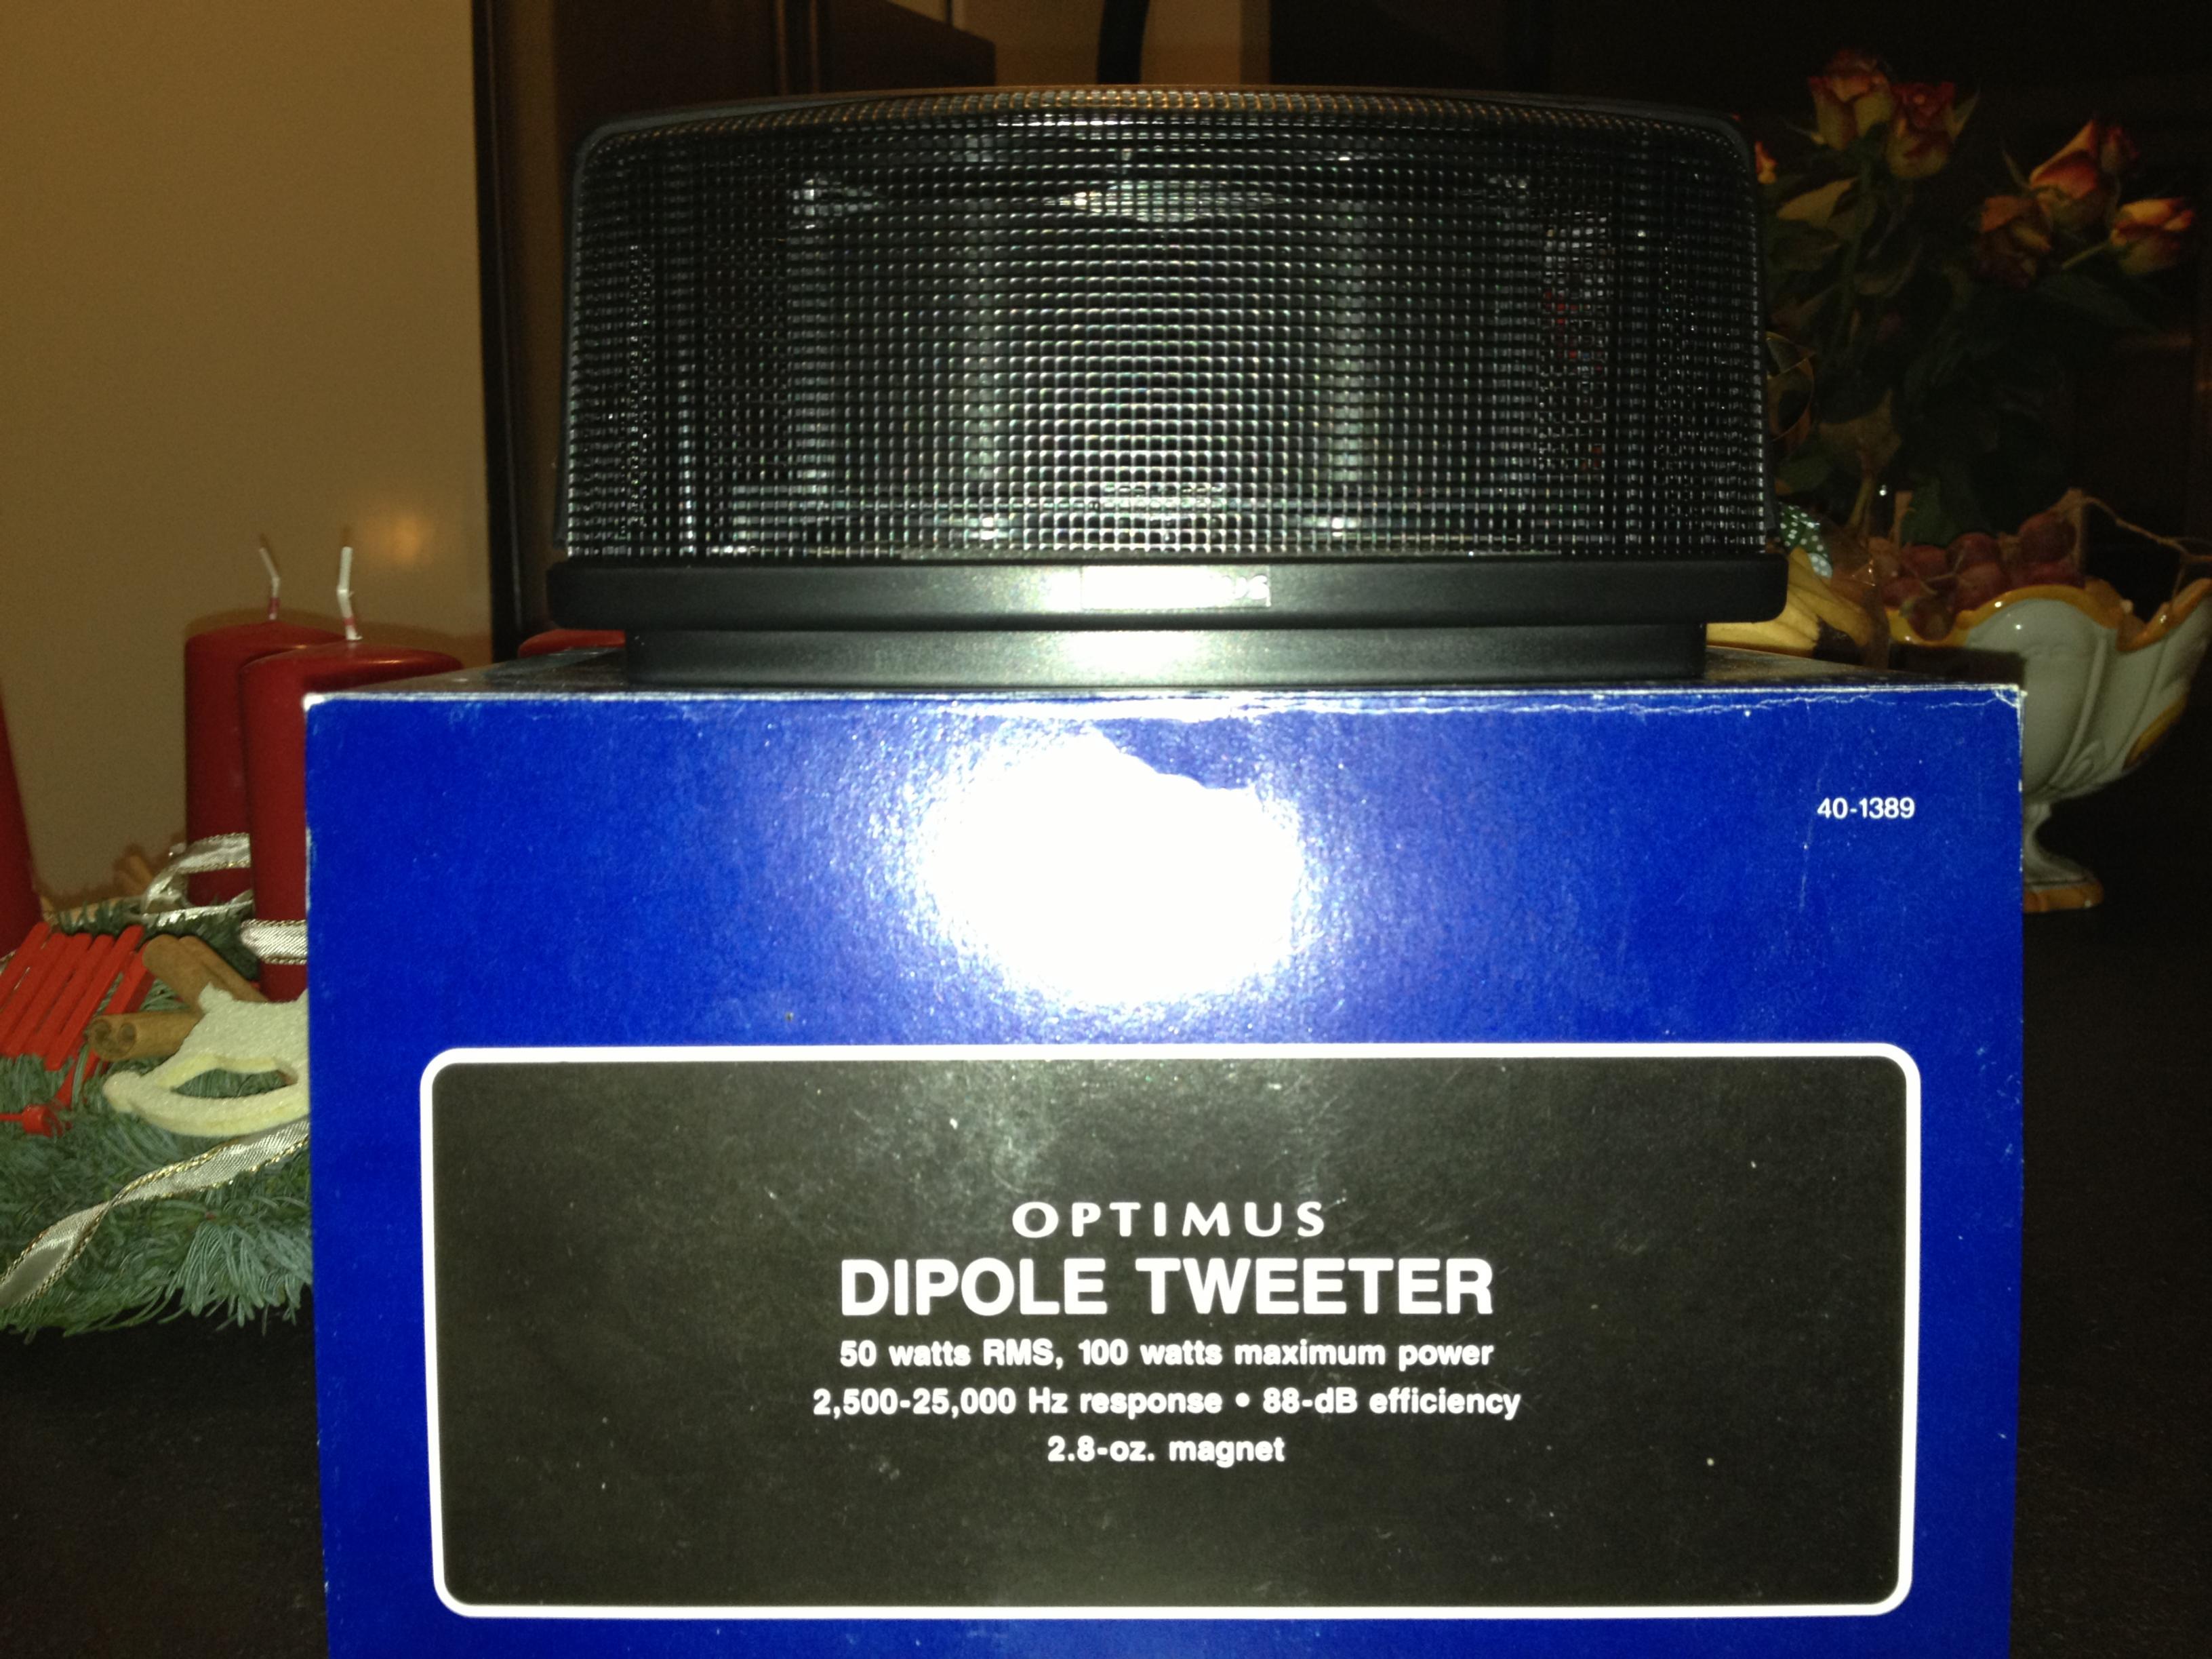 40-1389
OPTIMUS
DIPOLE TWEETER
50 watts RMS, 100 watts maximum power
2,500-25,000 Hz response • 88-dB efficiency
2.8-oz. magnet